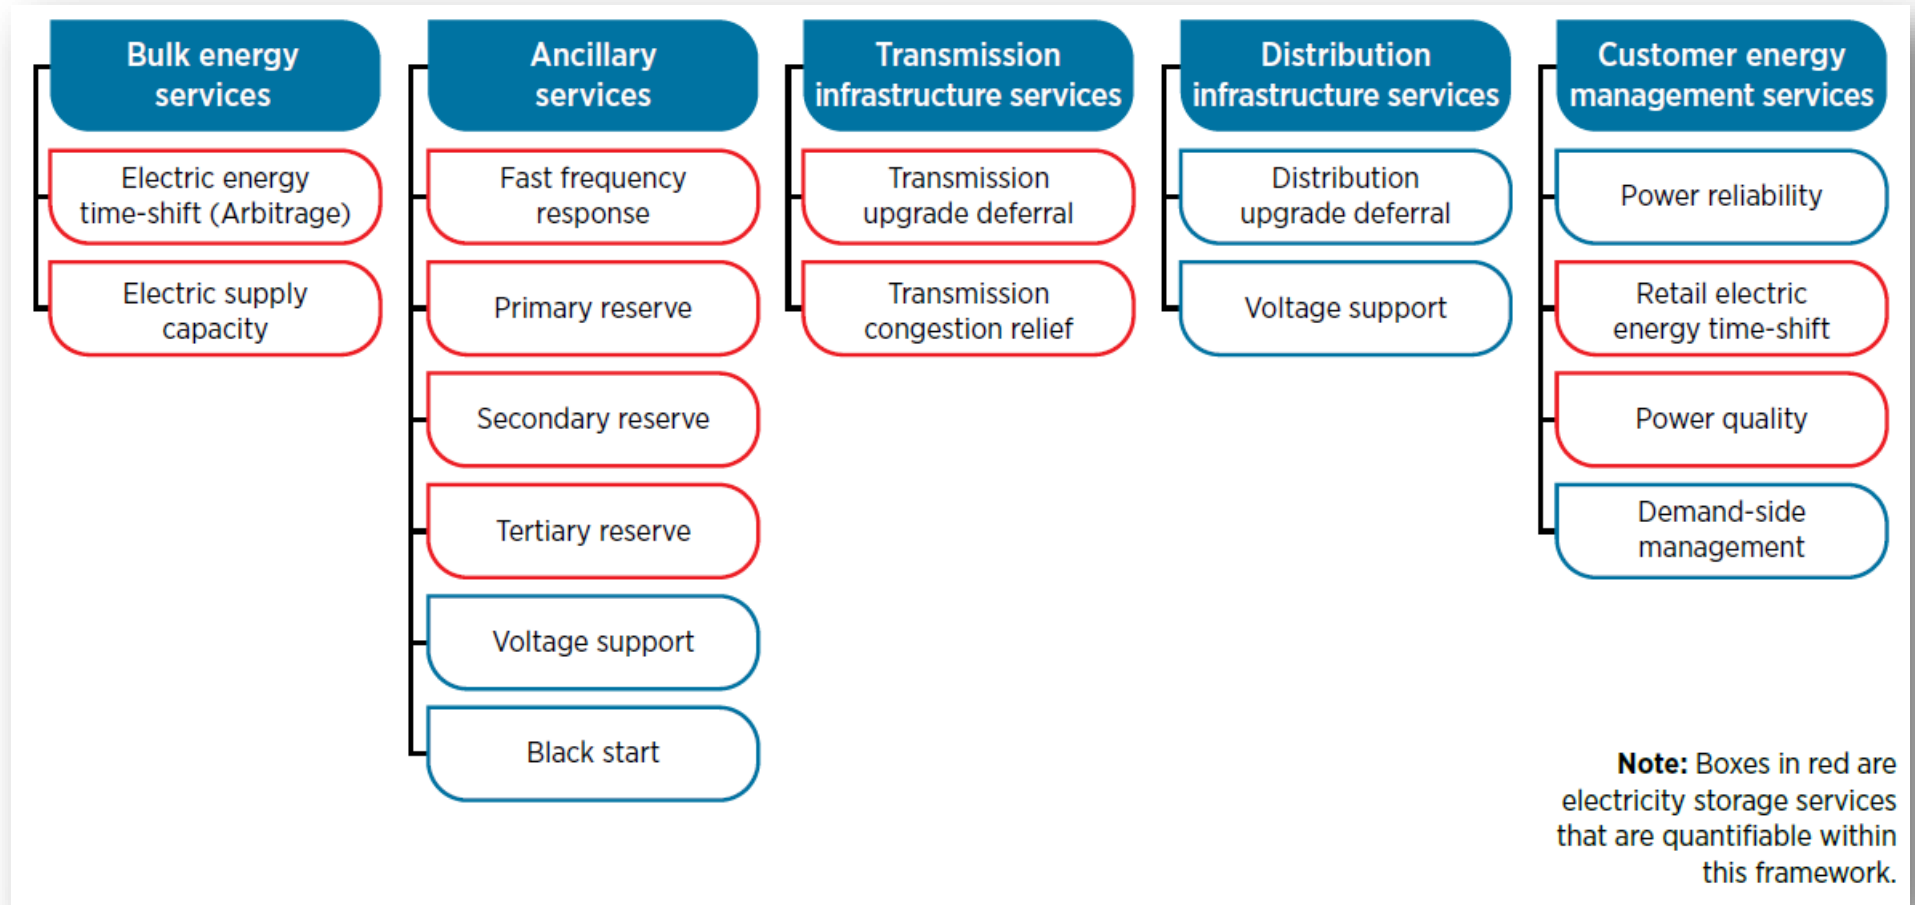 Bulk energy
services
Electric energy
time-shift (Arbitrage)
Electric supply
capacity
Ancillary
services
Fast frequency
response
Primary reserve
Secondary reserve
Tertiary reserve
Voltage support
Black start
Transmission
infrastructure services
Transmission
upgrade deferral
Transmission
congestion relief
Distribution
infrastructure services
Distribution
upgrade deferral
Voltage support
Customer energy
management services
Power reliability
Retail electric
energy time-shift
Power quality
Demand-side
management
Note: Boxes in red are
electricity storage services
that are quantifiable within
this framework.